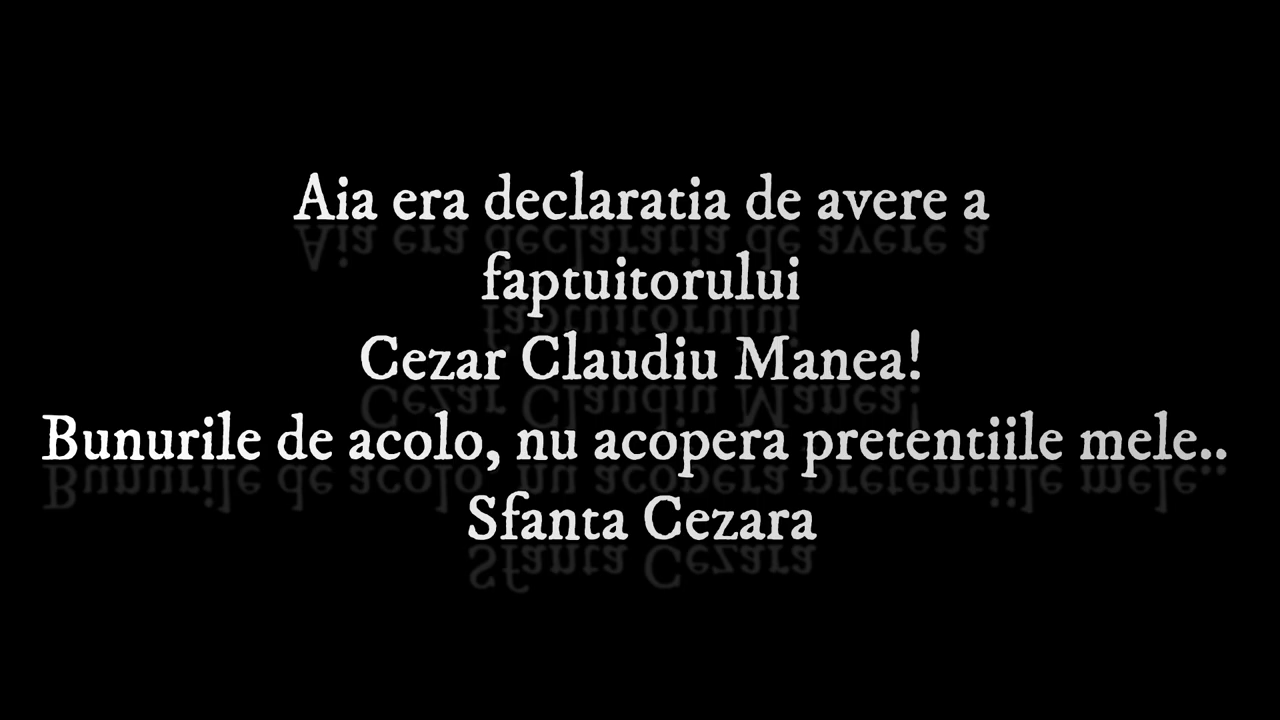 Aia era declaratia de avere a
faptuitorului
Cezar Claudiu Manea!
Bunurile de acolo, nu acopera pretentiile mele..
Sfanta Cezara